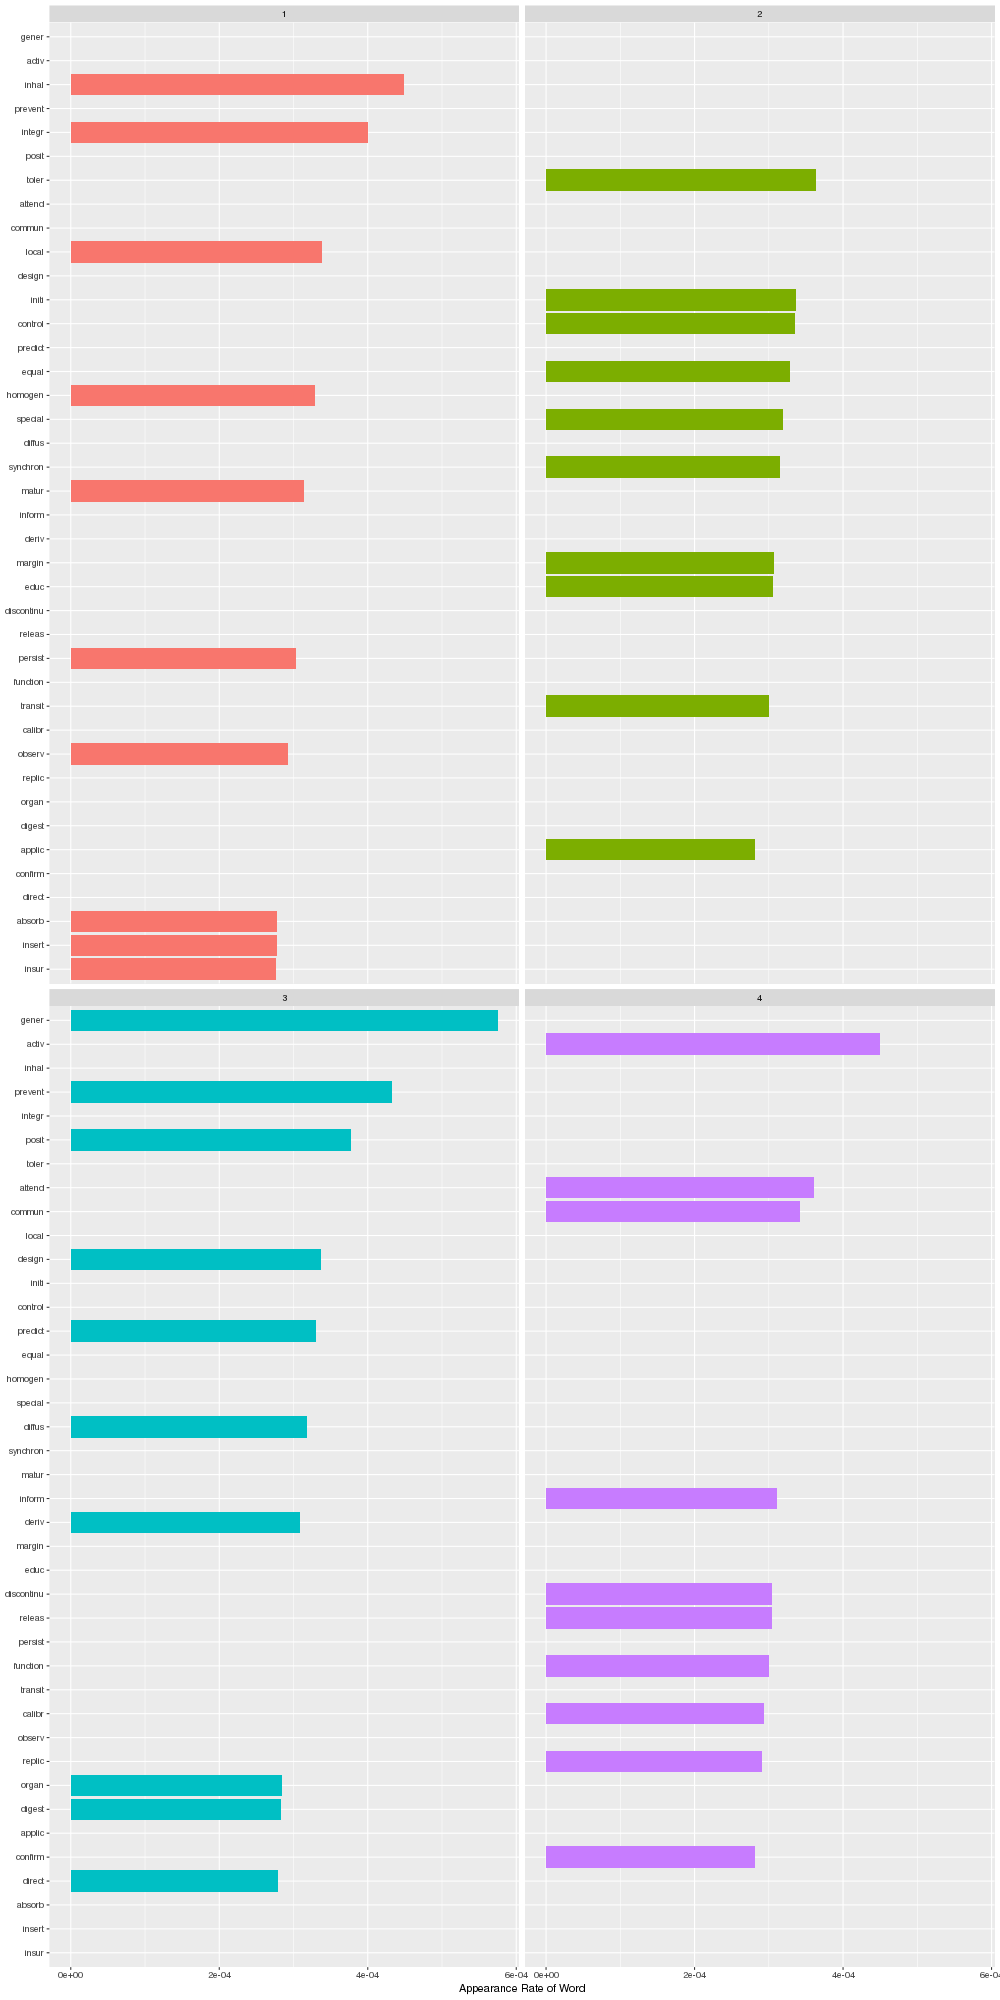 1
2
gener
activ
inhal
prevent
integr
posit
toler
attend
commun
local
design
initi
control
predict
equal
homogen
special
diffus
synchron
matur
inform
deriv
margin
educ
discontinu
releas
persist
function
transit
calibr
observ
replic
organ
digest
applic
confirm
direct
absorb
insert
insur
3
4
gener
activ
inhal
prevent
integr
posit
toler
attend
commun
local
design
initi
control
predict
equal
homogen
special
diffus
synchron
matur
inform
deriv
margin
educ
discontinu
releas
persist
function
transit
calibr
observ
replic
organ
digest
applic
confirm
direct
absorb
insert
insur
0e+00 2e-04 4e-04 6e-04 0e+00 2e-04 4e-04 6e-0
Appearance Rate of Word